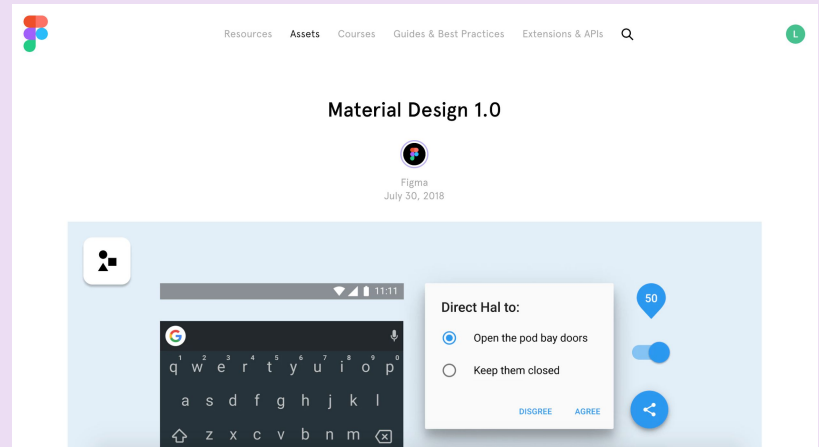 Resources Assets Courses Guides & Best Practices Extensions & APIs L
Material Design 1.0
Figma
July 30, 2018
11:11
Direct Hal to:
Open the pod bay doors
Keep them closed
DISGREE AGREE
50
G
1 2 3 4 5 6 7 8 9 0
q w e r t y u i o p
a s d f g h j k l
z x c v b n m